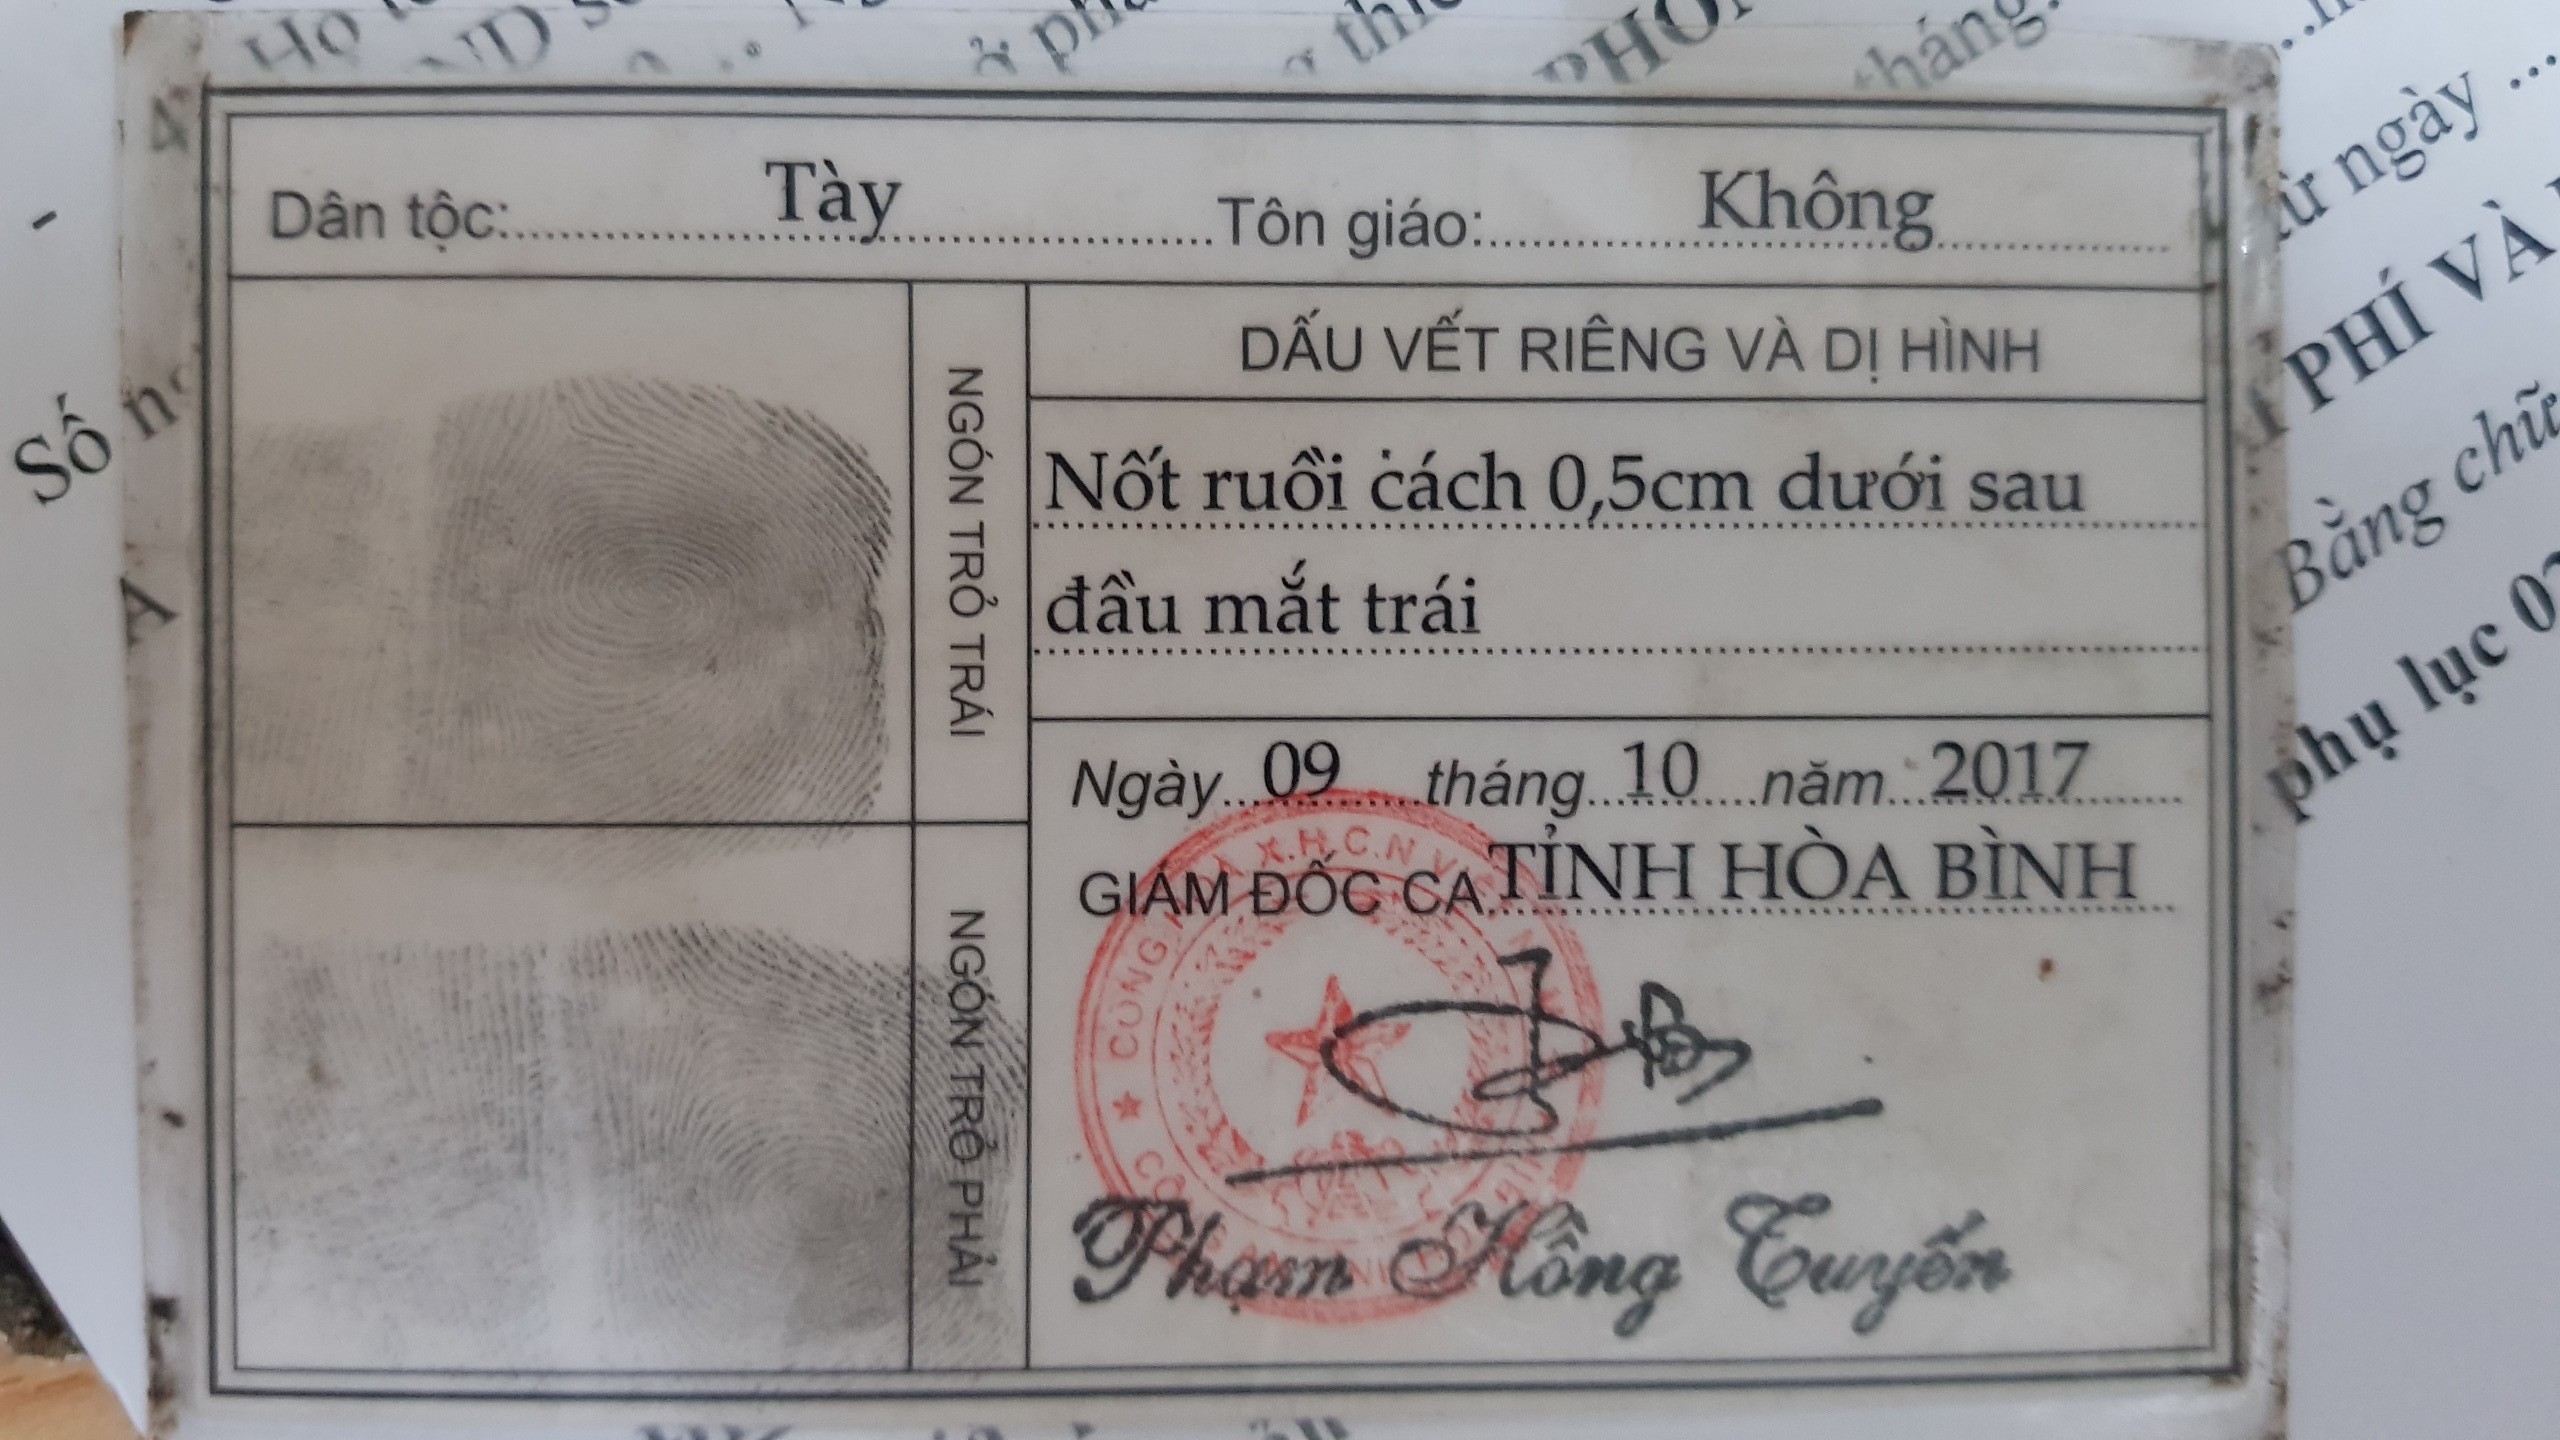 Dân tộc: Tày Tôn giáo: Không
NGÓN TRỎ TRÁI
DẤU VẾT RIÊNG VÀ DỊ HÌNH
Nốt ruồi cách 0,5cm dưới sau
đầu mắt trái
Ngày 09 tháng 10 năm 2017
GIÁM ĐỐC CA TỈNH HÒA BÌNH
NGÓN TRỎ PHẢI
Phạm Hồng Tuyến
Số
từ ngày ...
PHÍ VÀ
Bằng chữ
phụ lục